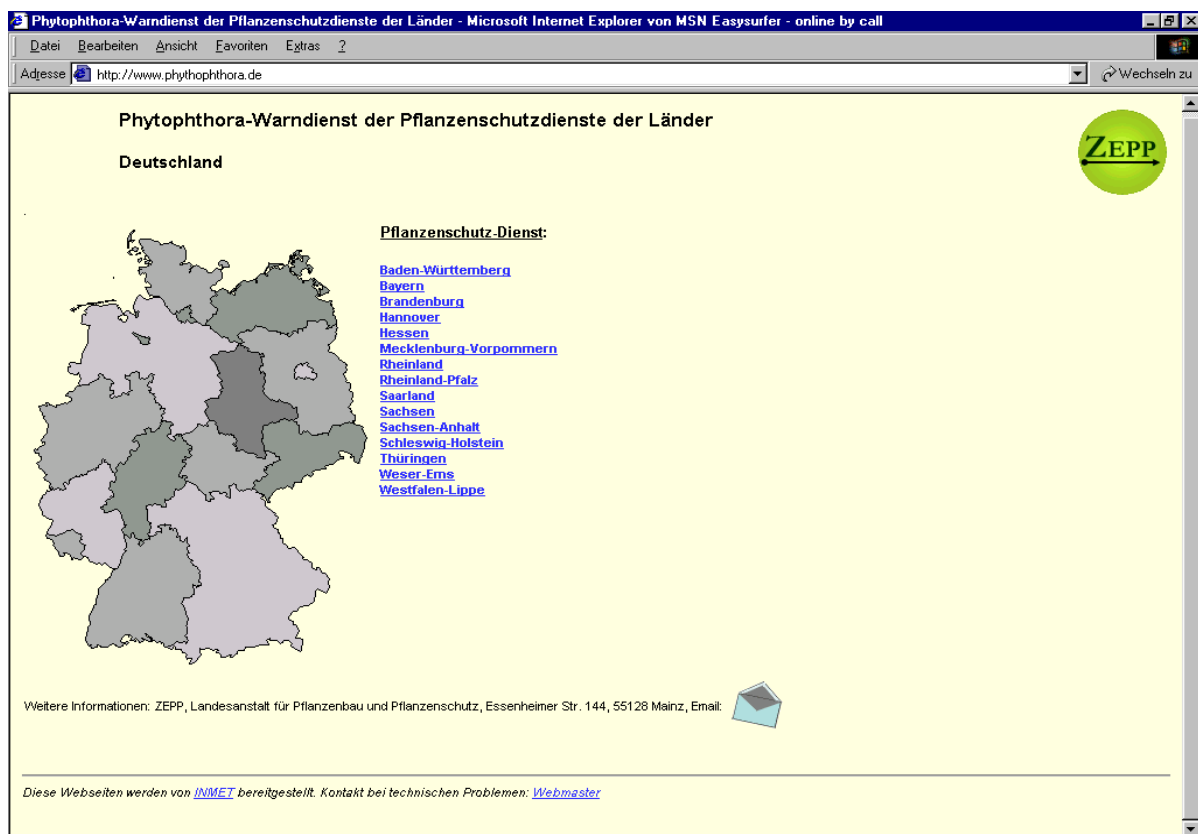 Phytophthora-Warndienst der Pflanzenschutzdienste der Länder - Microsoft Internet Explorer von MSN Easysurfer - online by call
Datei Bearbeiten Ansicht Favoriten Extras ?
Adresse http://www.phythophthora.de Wechseln zu
Phytophthora-Warndienst der Pflanzenschutzdienste der Länder
ZEPP
Deutschland
Pflanzenschutz-Dienst:
Baden-Württemberg
Bayern
Brandenburg
Hannover
Hessen
Mecklenburg-Vorpommern
Rheinland
Rheinland-Pfalz
Saarland
Sachsen
Sachsen-Anhalt
Schleswig-Holstein
Thüringen
Weser-Ems
Westfalen-Lippe
Weitere Informationen: ZEPP, Landesanstalt für Pflanzenbau und Pflanzenschutz, Essenheimer Str. 144, 55128 Mainz, Email:
Diese Webseiten werden von INMET bereitgestellt. Kontakt bei technischen Problemen: Webmaster